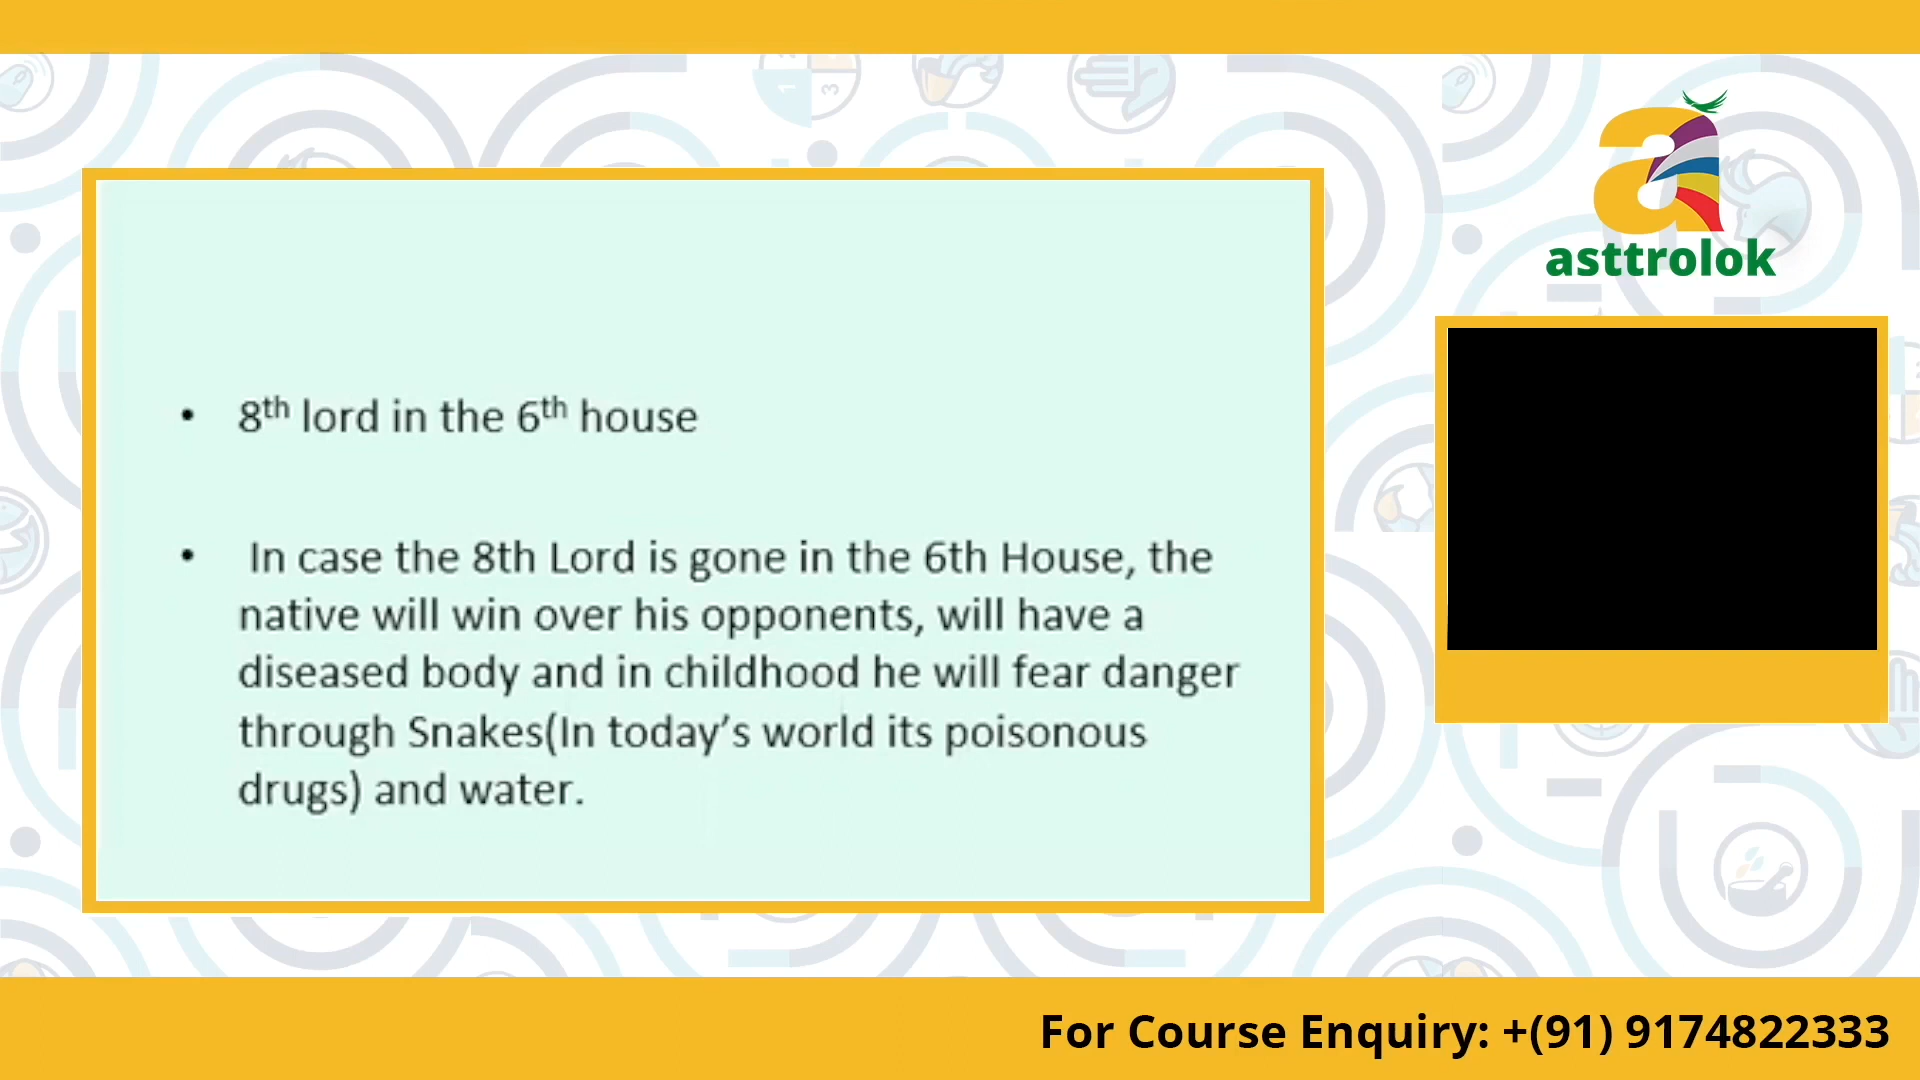 asttrolok
• 8th lord in the 6th house
•  In case the 8th Lord is gone in the 6th House, the
native will win over his opponents, will have a
diseased body and in childhood he will fear danger
through Snakes(In today’s world its poisonous
drugs) and water.
For Course Enquiry: +(91) 9174822333